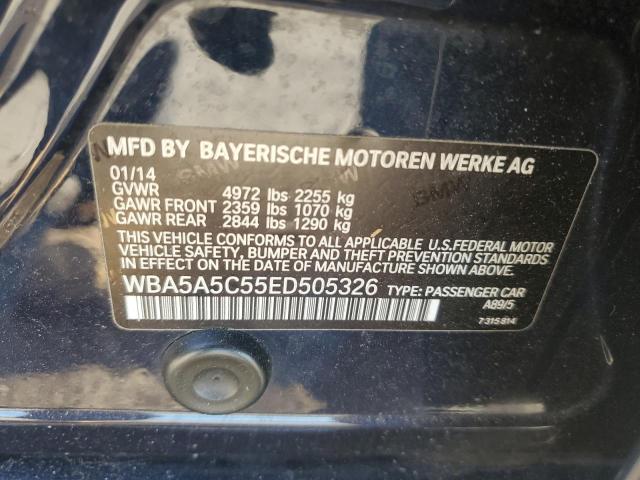 MFD BY BAYERISCHE MOTOREN WERKE AG
01/14
GVWR 4972 lbs 2255 kg
GAWR FRONT 2359 lbs 1070 kg
GAWR REAR 2844 lbs 1290 kg
THIS VEHICLE CONFORMS TO ALL APPLICABLE U.S.FEDERAL MOTOR
VEHICLE SAFETY, BUMPER AND THEFT PREVENTION STANDARDS
IN EFFECT ON THE DATE OF MANUFACTURE SHOWN ABOVE.
WBA5A5C55ED505326 TYPE: PASSENGER CAR
A89/5
7315814